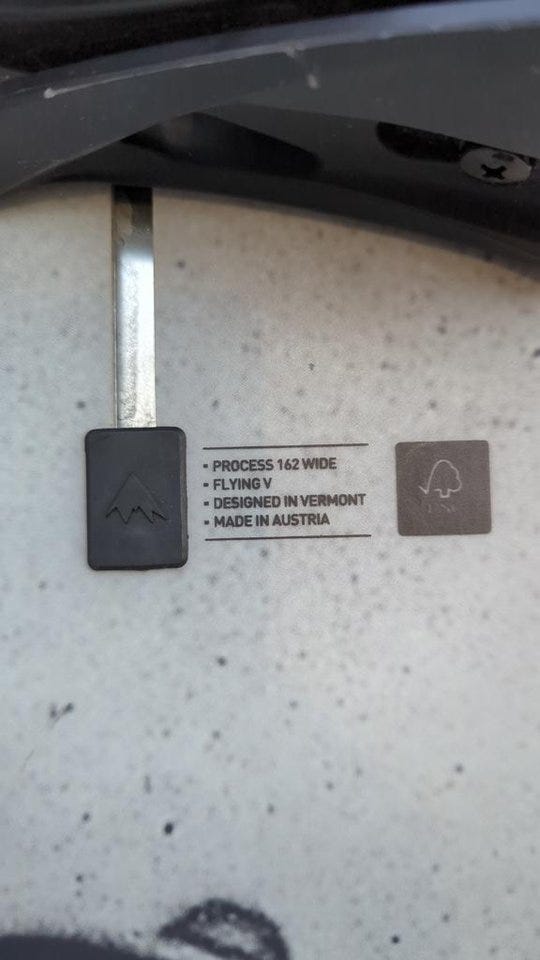 • PROCESS 162 WIDE
• FLYING V
• DESIGNED IN VERMONT
• MADE IN AUSTRIA